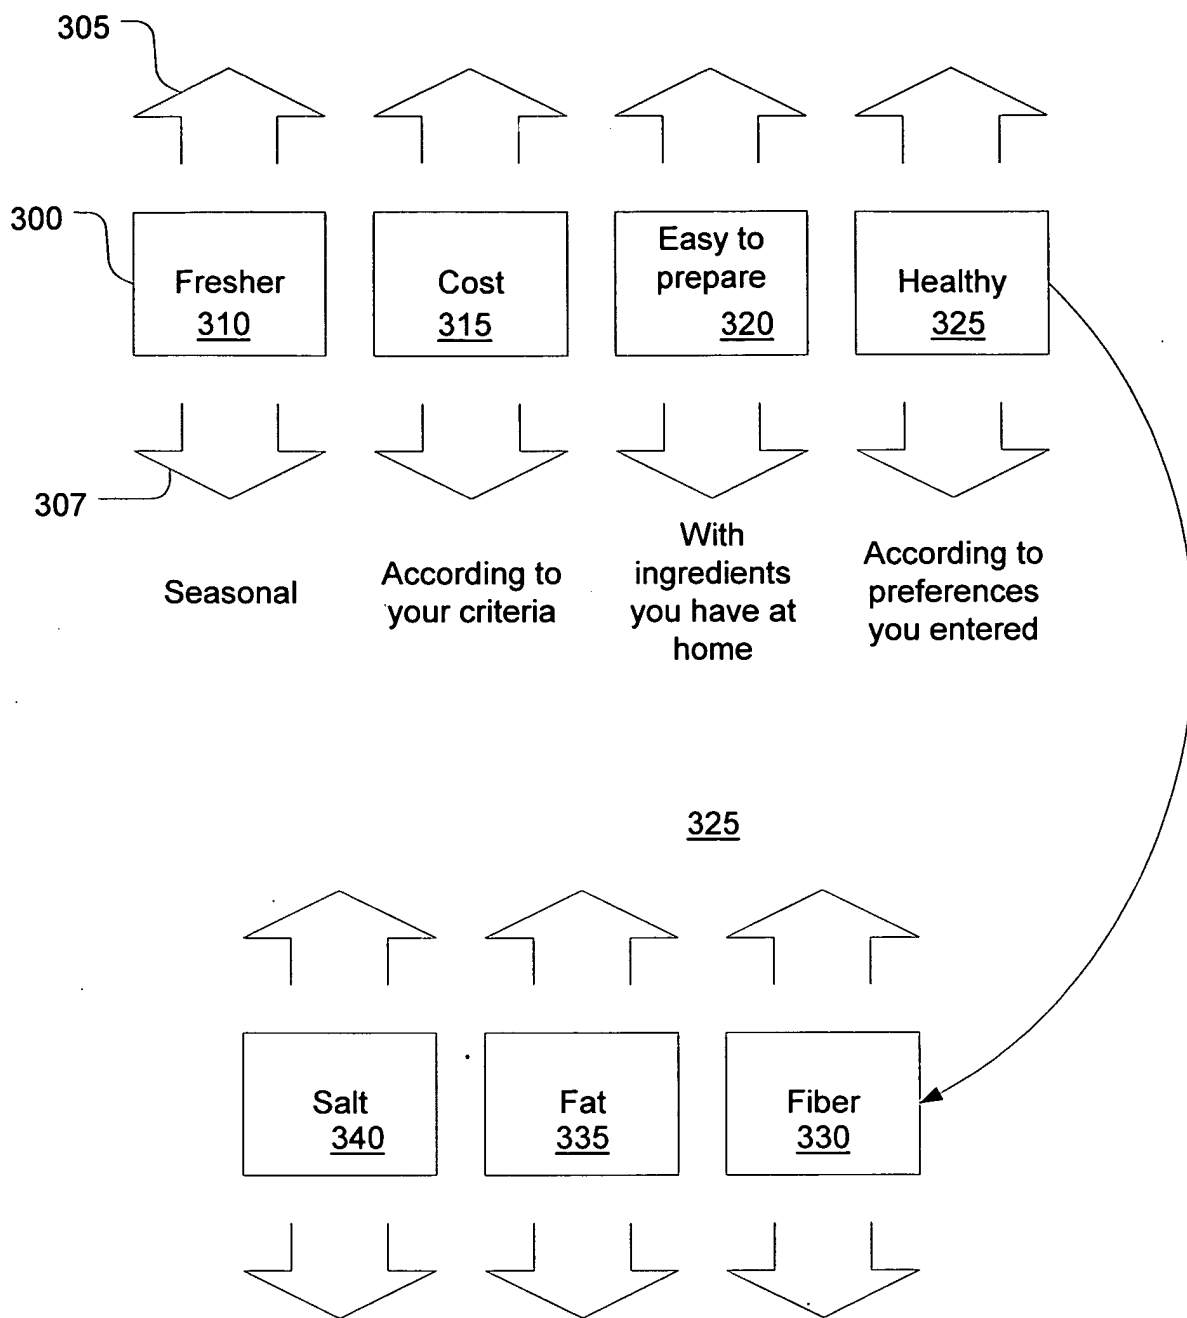 305
300
Fresher
310
Cost
315
Easy to
prepare
320
Healthy
325
307
Seasonal
According to
your criteria
With
ingredients
you have at
home
According to
preferences
you entered
325
Salt
340
Fat
335
Fiber
330